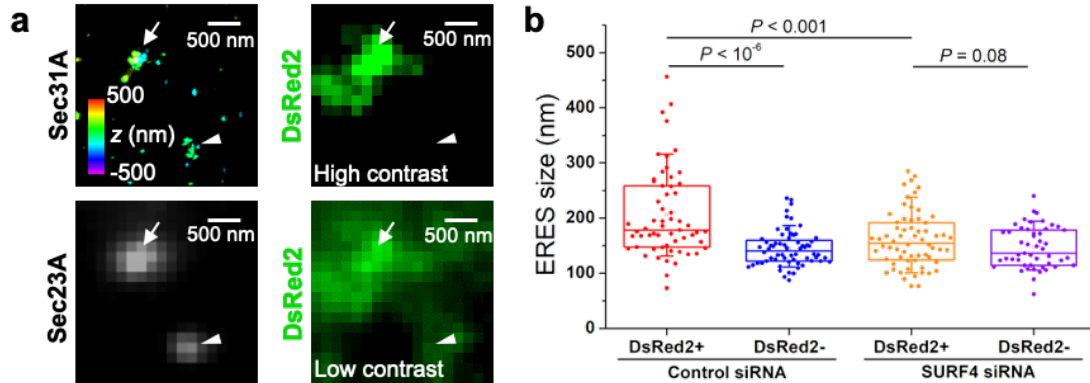 a
Sec31A
500 nm
500
z (nm)
-500
DsRed2
500 nm
High contrast
Sec23A
500 nm
DsRed2
500 nm
Low contrast
b
ERES size (nm)
500
400
300
200
100
0
P < 0.001
P < 10⁻⁶
P = 0.08
DsRed2+
DsRed2-
DsRed2+
DsRed2-
Control siRNA
SURF4 siRNA